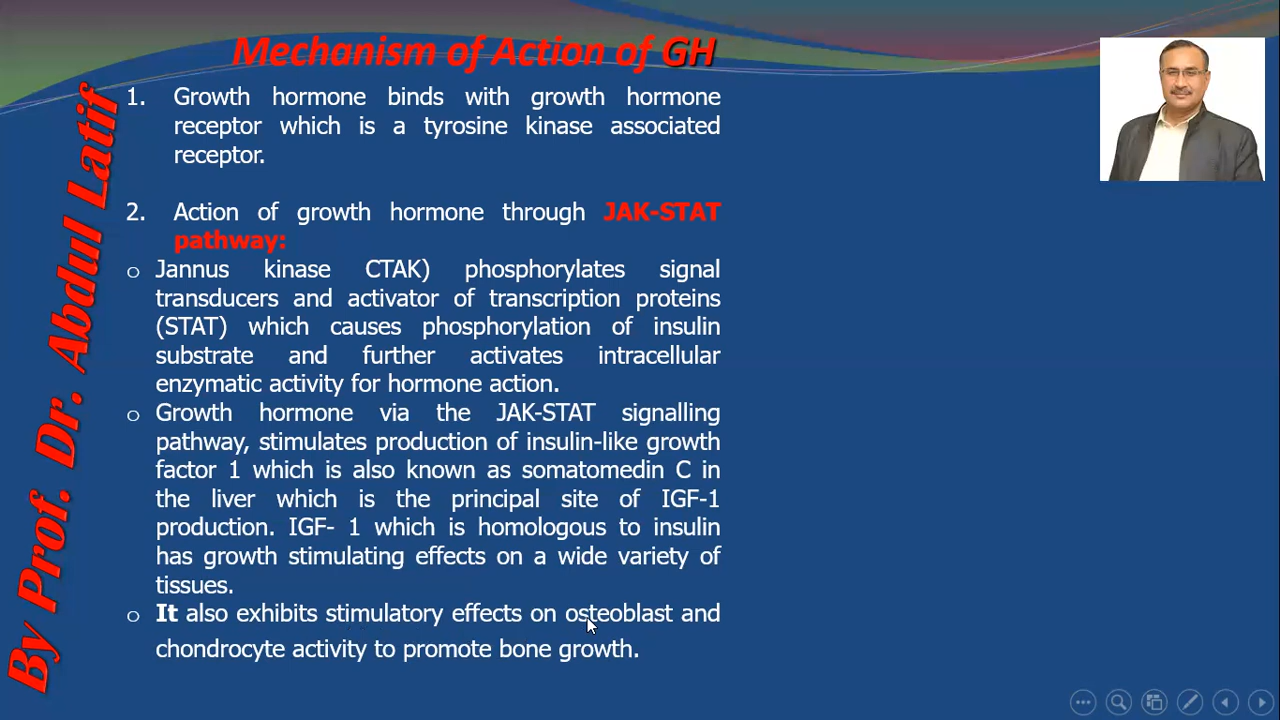 Mechanism of Action of GH
1. Growth hormone binds with growth hormone
receptor which is a tyrosine kinase associated
receptor.
2. Action of growth hormone through JAK-STAT
pathway:
o Jannus kinase CTAK) phosphorylates signal
transducers and activator of transcription proteins
(STAT) which causes phosphorylation of insulin
substrate and further activates intracellular
enzymatic activity for hormone action.
o Growth hormone via the JAK-STAT signalling
pathway, stimulates production of insulin-like growth
factor 1 which is also known as somatomedin C in
the liver which is the principal site of IGF-1
production. IGF- 1 which is homologous to insulin
has growth stimulating effects on a wide variety of
tissues.
o It also exhibits stimulatory effects on osteoblast and
chondrocyte activity to promote bone growth.
By Prof. Dr. Abdul Latif